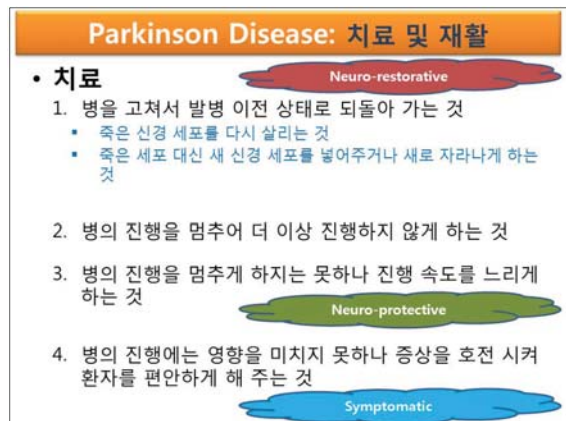 Parkinson Disease: 치료 및 재활
• 치료
Neuro-restorative
1. 병을 고쳐서 발병 이전 상태로 되돌아 가는 것
▪ 죽은 신경 세포를 다시 살리는 것
▪ 죽은 세포 대신 새 신경 세포를 넣어주거나 새로 자라나게 하는
것
2. 병의 진행을 멈추어 더 이상 진행하지 않게 하는 것
3. 병의 진행을 멈추게 하지는 못하나 진행 속도를 느리게
하는 것
Neuro-protective
4. 병의 진행에는 영향을 미치지 못하나 증상을 호전 시켜
환자를 편안하게 해 주는 것
Symptomatic